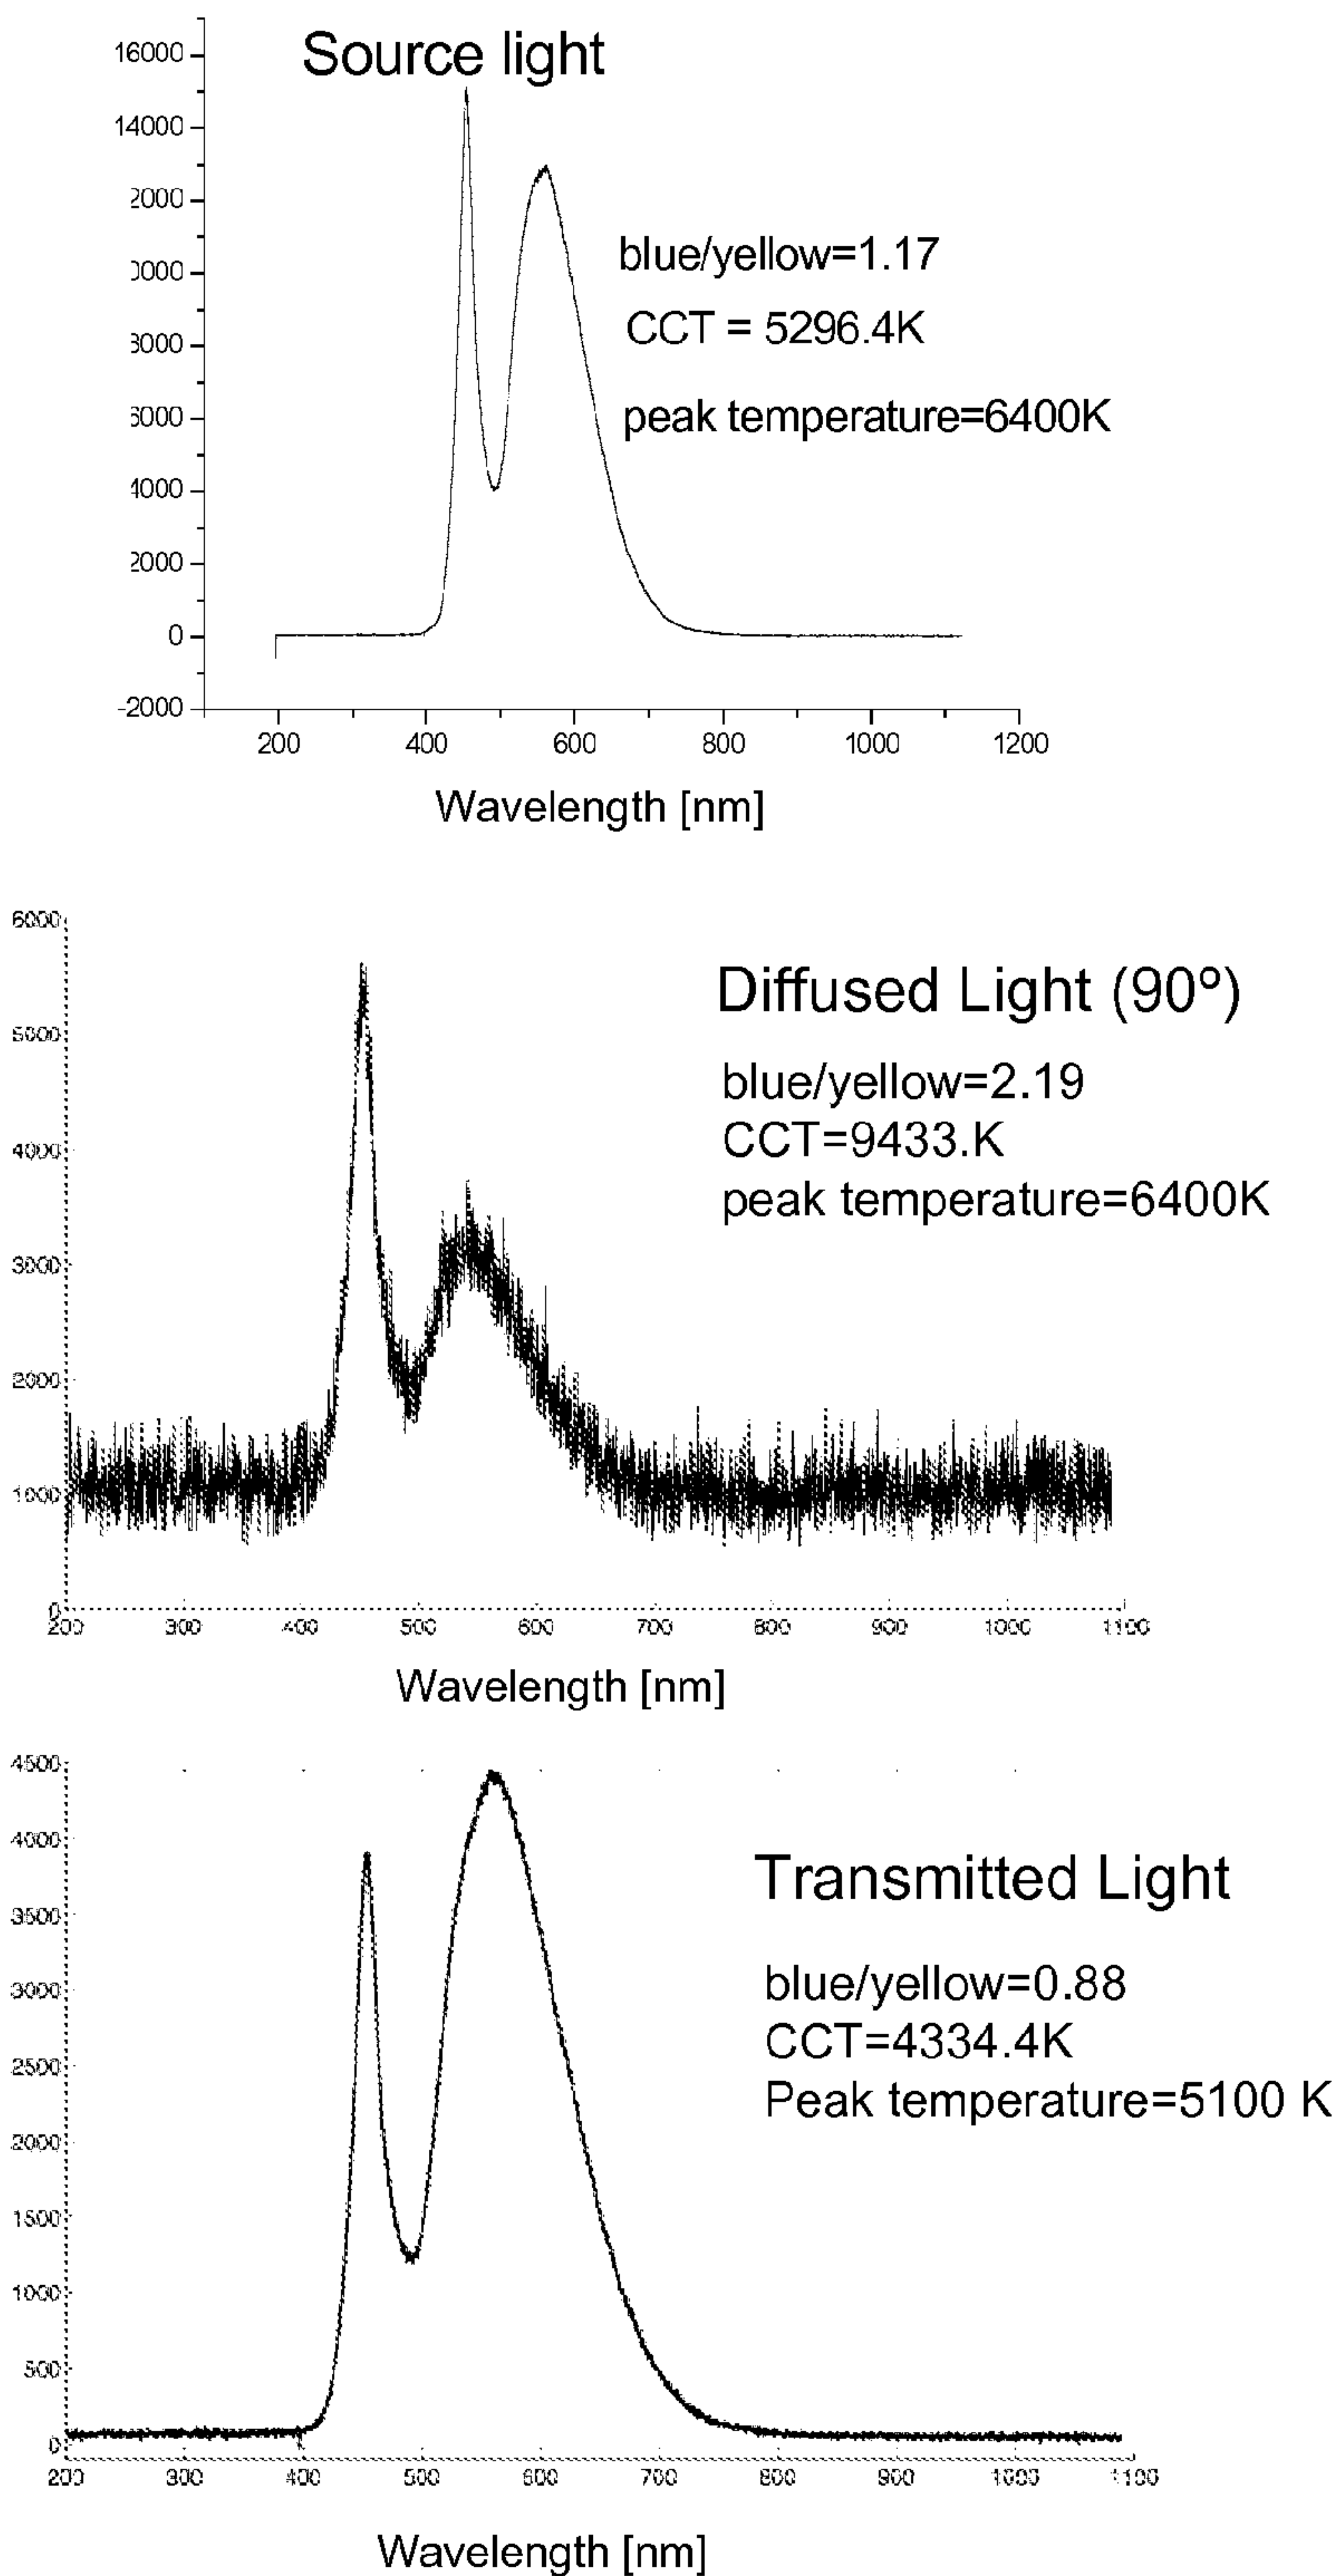 Source light
16000
14000
2000
0000
8000
6000
4000
2000
0
-2000
blue/yellow=1.17
CCT = 5296.4K
peak temperature=6400K
200 400 600 800 1000 1200
Wavelength [nm]
6000
5000
4000
3000
2000
1000
0
Diffused Light (90º)
blue/yellow=2.19
CCT=9433.K
peak temperature=6400K
200 300 400 500 600 700 800 900 1000 1100
Wavelength [nm]
4500
4000
3500
3000
2500
2000
1500
1000
500
0
Transmitted Light
blue/yellow=0.88
CCT=4334.4K
Peak temperature=5100 K
200 300 400 500 600 700 800 900 1000 1100
Wavelength [nm]